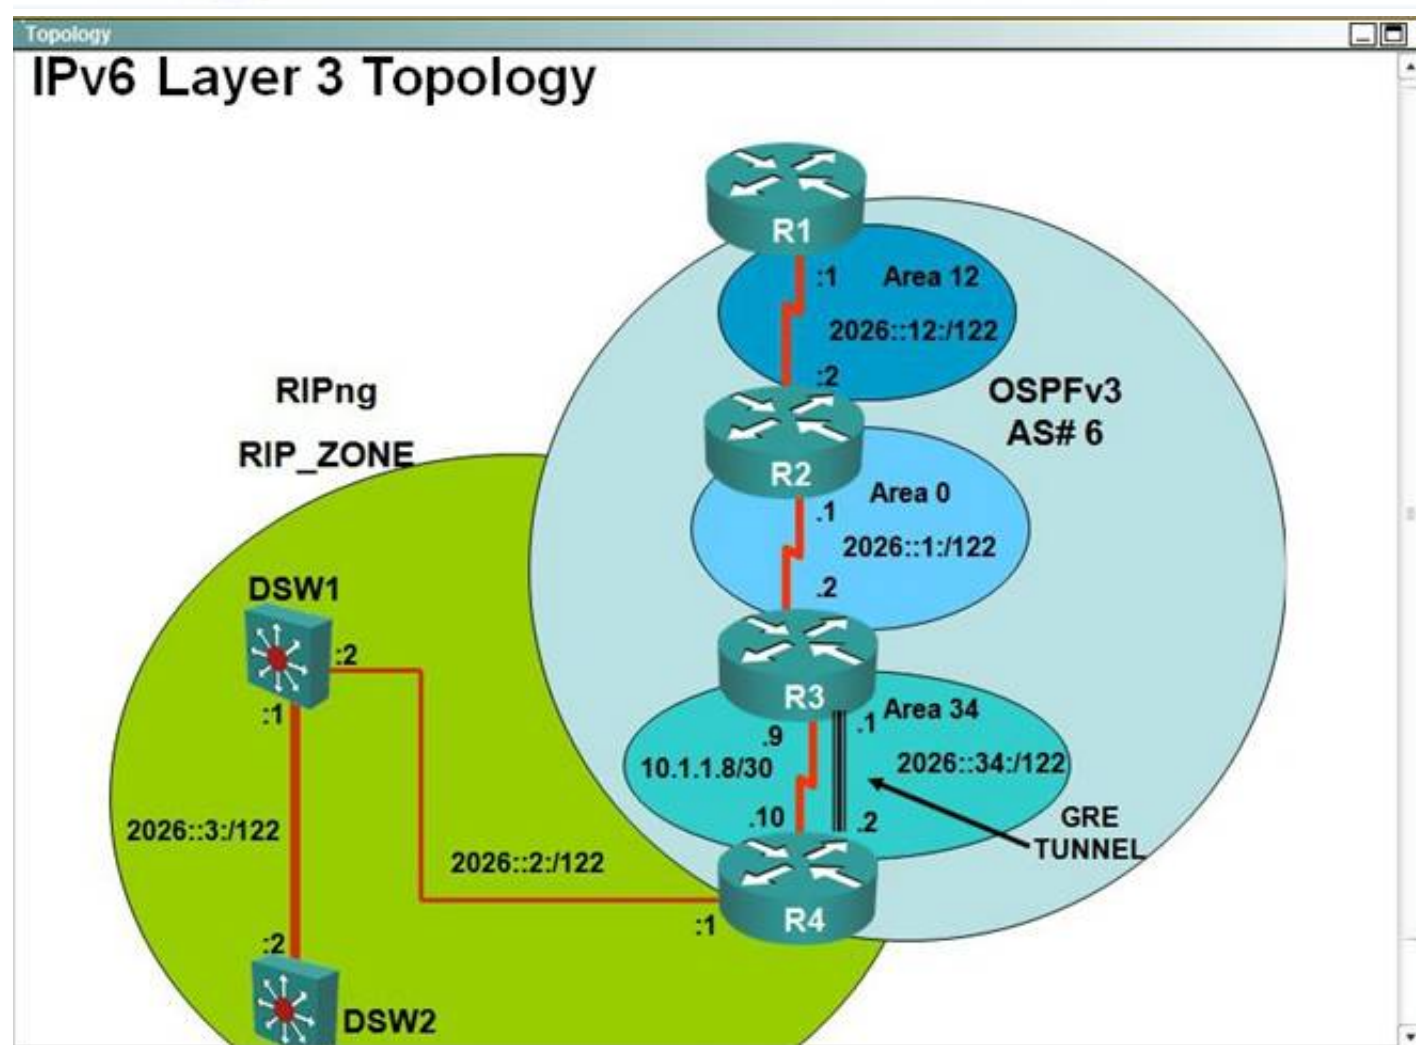 Topology
IPv6 Layer 3 Topology
R1
:1
Area 12
2026::12:/122
:2
RIPng
RIP_ZONE
OSPFv3
AS# 6
R2
.1
Area 0
2026::1:/122
.2
DSW1
:2
:1
R3
.9
.1
Area 34
10.1.1.8/30
2026::34:/122
.10
.2
GRE
TUNNEL
2026::3:/122
2026::2:/122
:1
R4
:2
DSW2